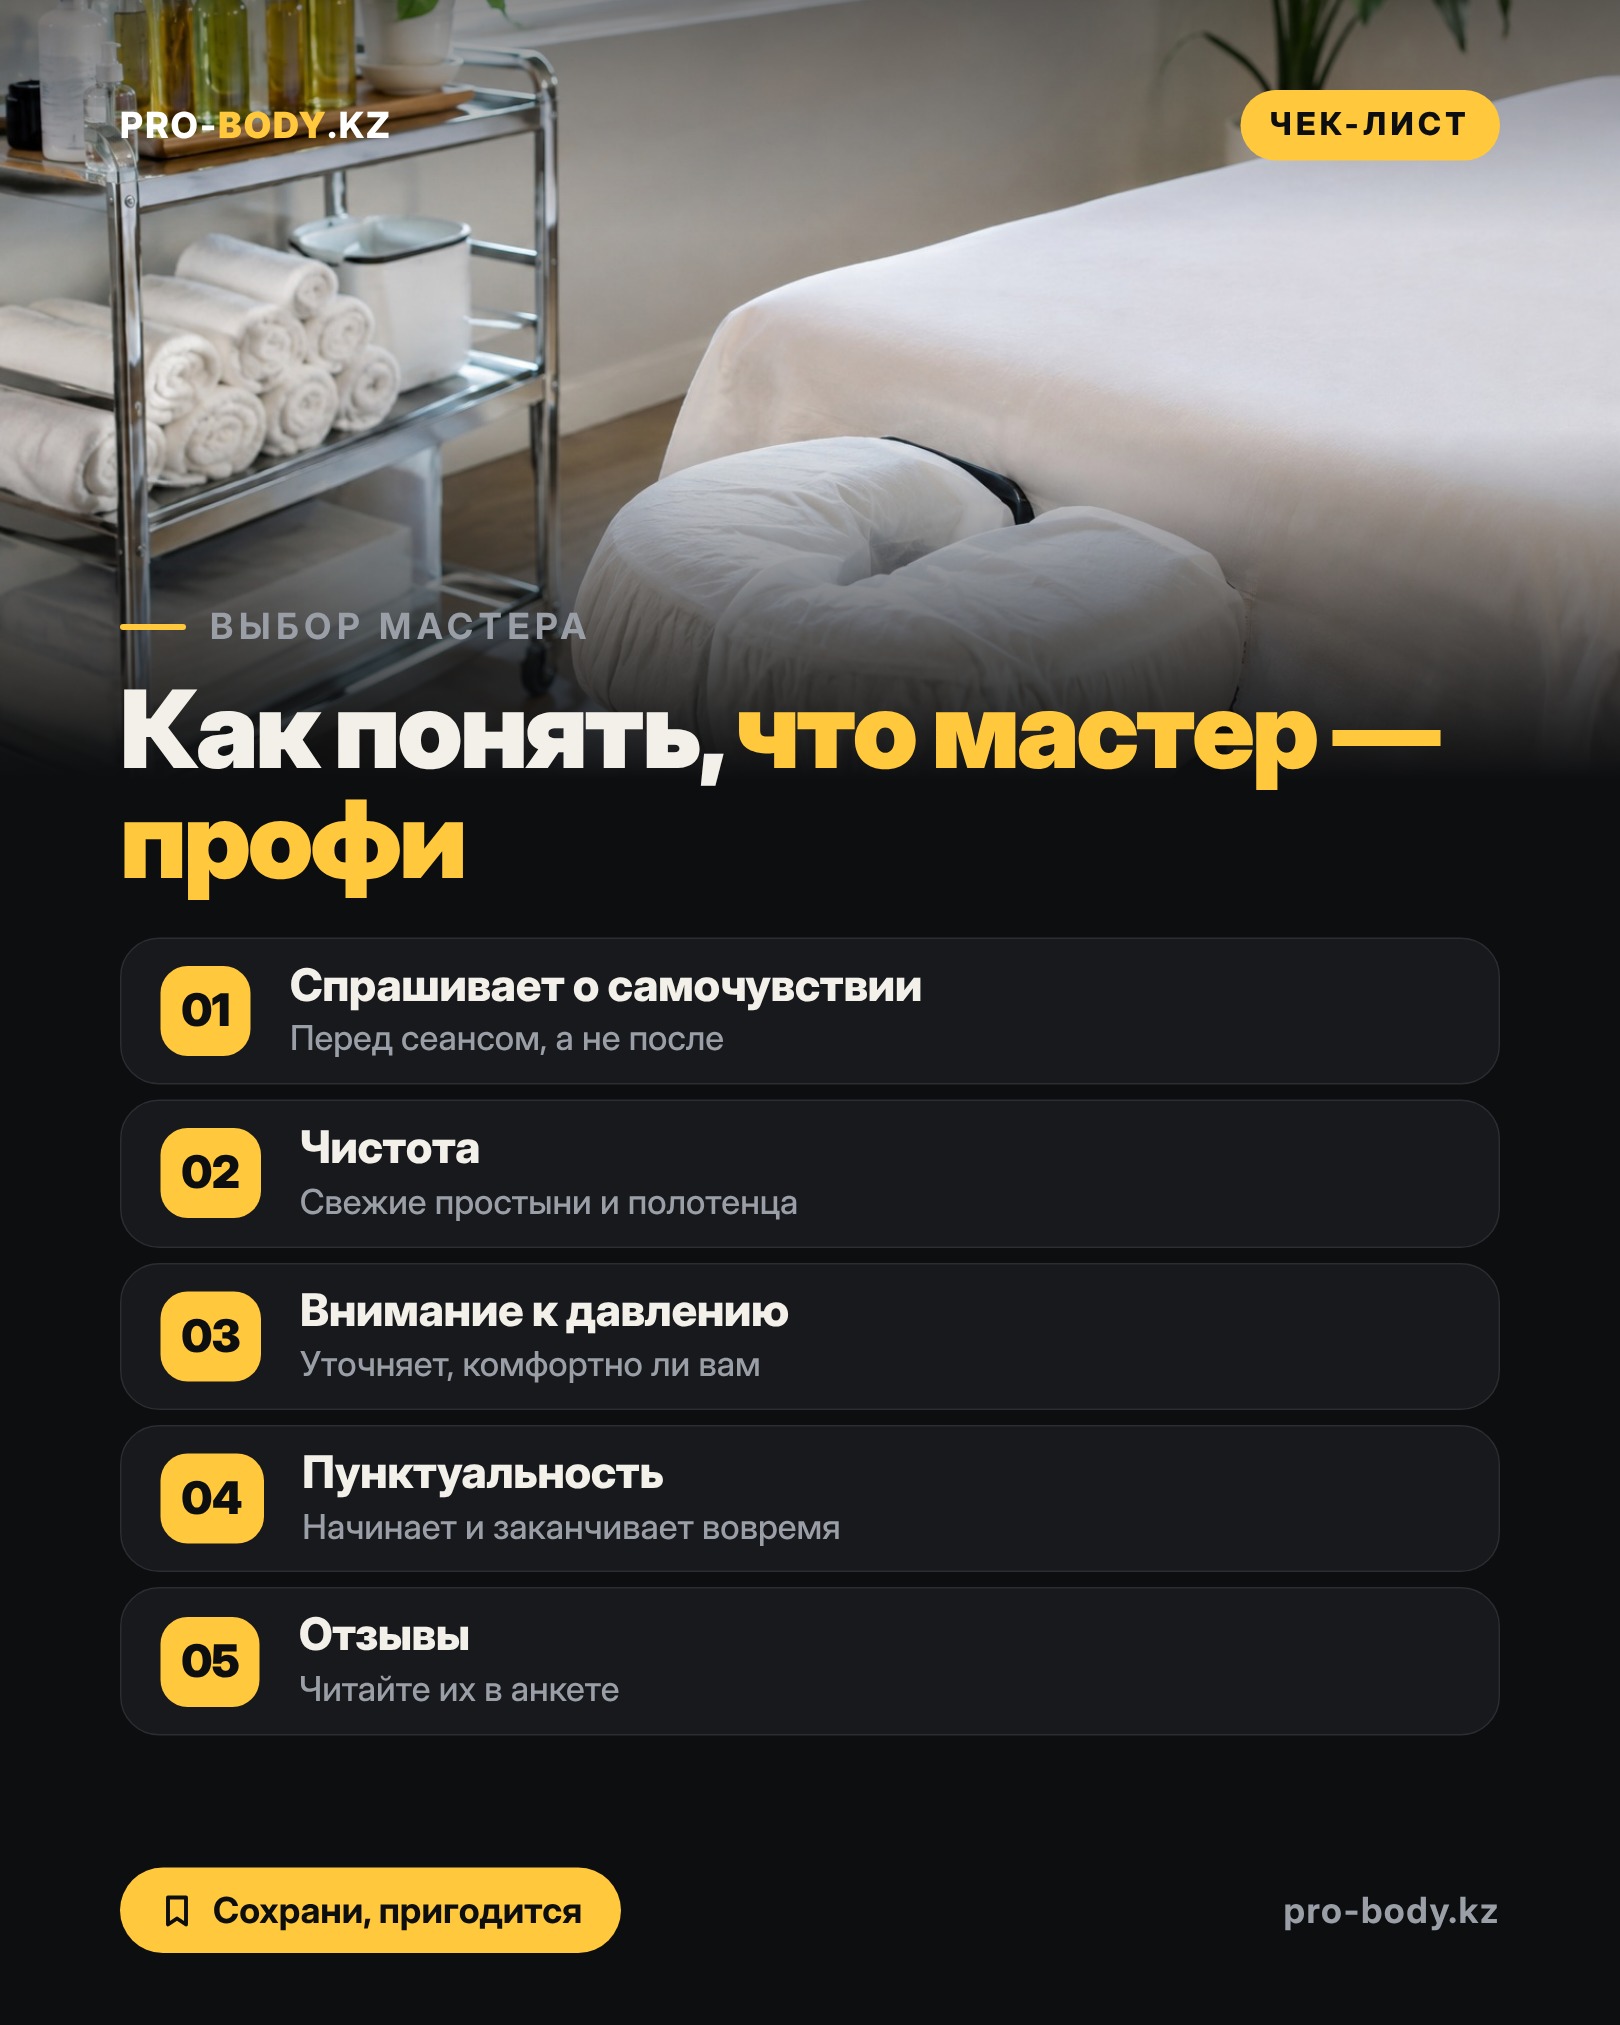 PRO-BODY.KZ
ЧЕК-ЛИСТ
ВЫБОР МАСТЕРА
Как понять, что мастер —
профи
01
Спрашивает о самочувствии
Перед сеансом, а не после
02
Чистота
Свежие простыни и полотенца
03
Внимание к давлению
Уточняет, комфортно ли вам
04
Пунктуальность
Начинает и заканчивает вовремя
05
Отзывы
Читайте их в анкете
Сохрани, пригодится
pro-body.kz